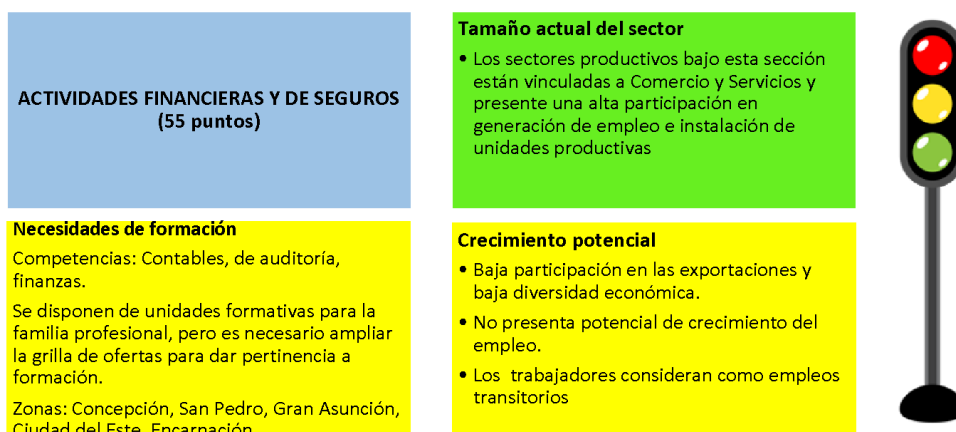 ACTIVIDADES FINANCIERAS Y DE SEGUROS
(55 puntos)
Tamaño actual del sector
• Los sectores productivos bajo esta sección
están vinculadas a Comercio y Servicios y
presente una alta participación en
generación de empleo e instalación de
unidades productivas
Necesidades de formación
Competencias: Contables, de auditoría,
finanzas.
Se disponen de unidades formativas para la
familia profesional, pero es necesario ampliar
la grilla de ofertas para dar pertinencia a
formación.
Zonas: Concepción, San Pedro, Gran Asunción,
Ciudad del Este, Encarnación
Crecimiento potencial
• Baja participación en las exportaciones y
baja diversidad económica.
• No presenta potencial de crecimiento del
empleo.
• Los trabajadores consideran como empleos
transitorios